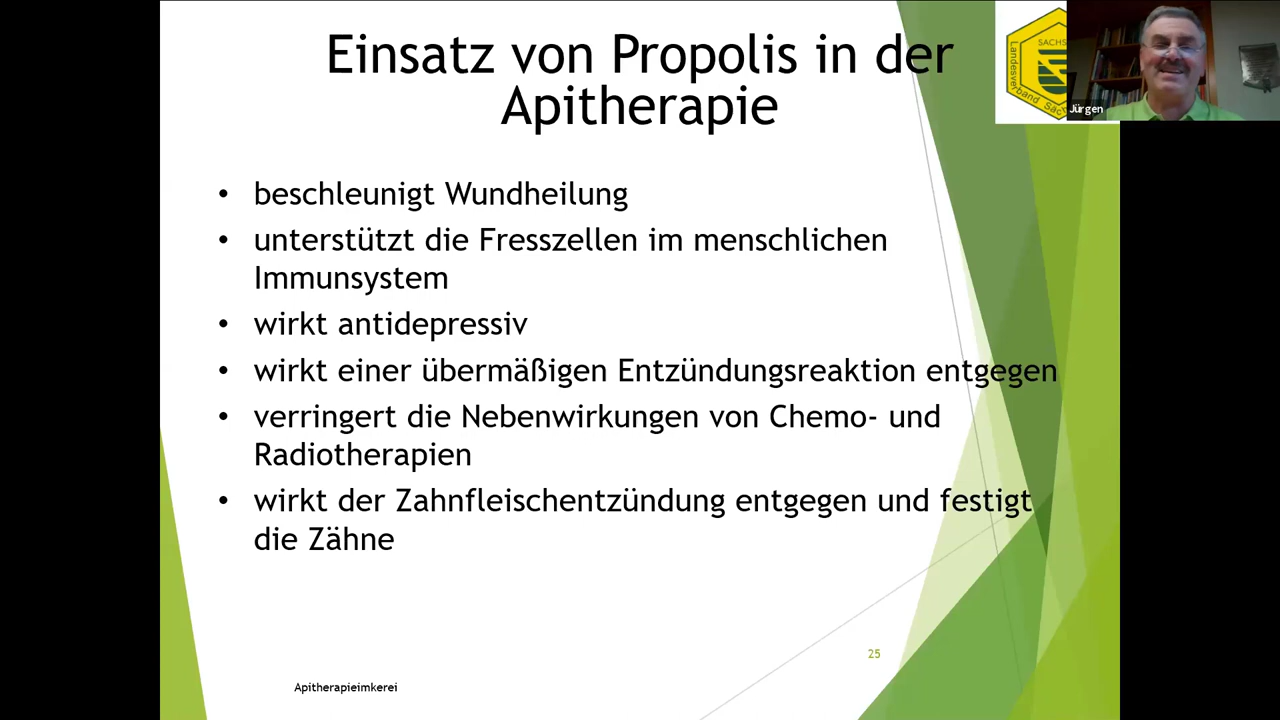 Einsatz von Propolis in der
Apitherapie
• beschleunigt Wundheilung
• unterstützt die Fresszellen im menschlichen
Immunsystem
• wirkt antidepressiv
• wirkt einer übermäßigen Entzündungsreaktion entgegen
• verringert die Nebenwirkungen von Chemo- und
Radiotherapien
• wirkt der Zahnfleischentzündung entgegen und festigt
die Zähne
25
Apitherapieimkerei
Landesverband
Jürgen